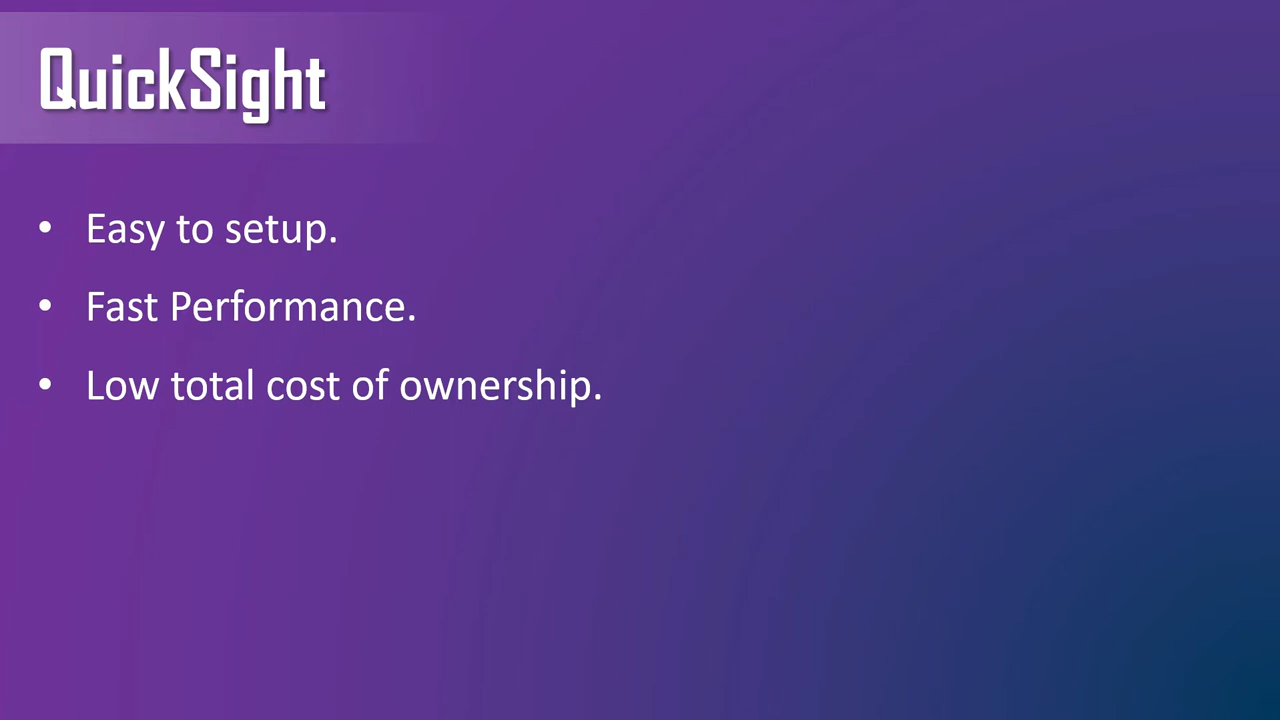 QuickSight
• Easy to setup.
• Fast Performance.
• Low total cost of ownership.